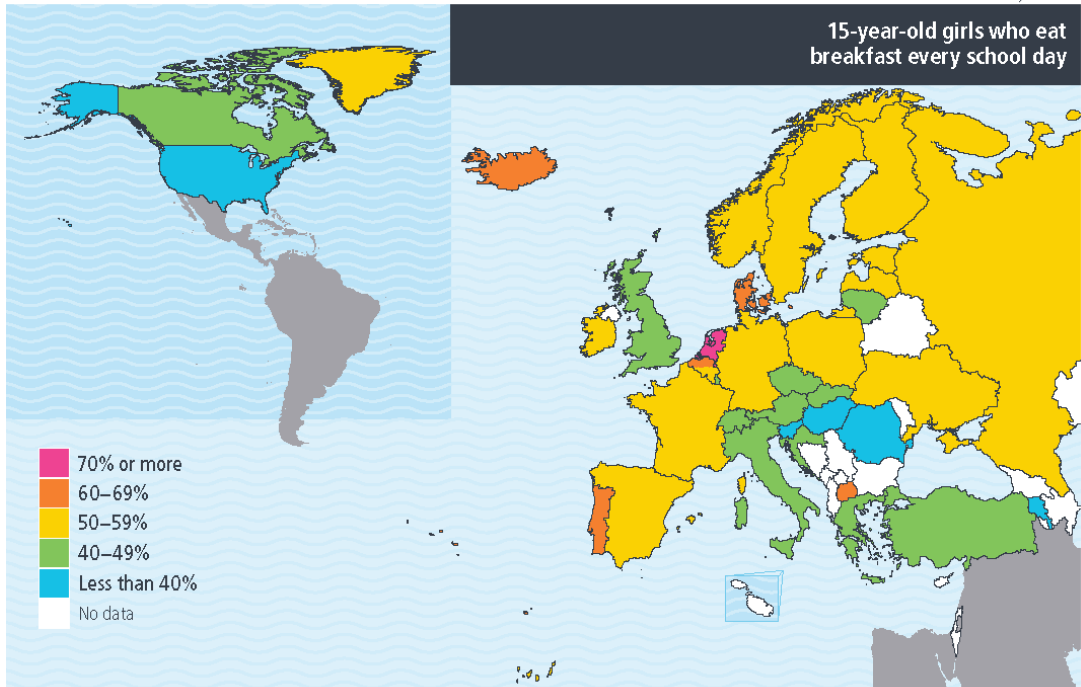 15-year-old girls who eat
breakfast every school day
70% or more
60–69%
50–59%
40–49%
Less than 40%
No data